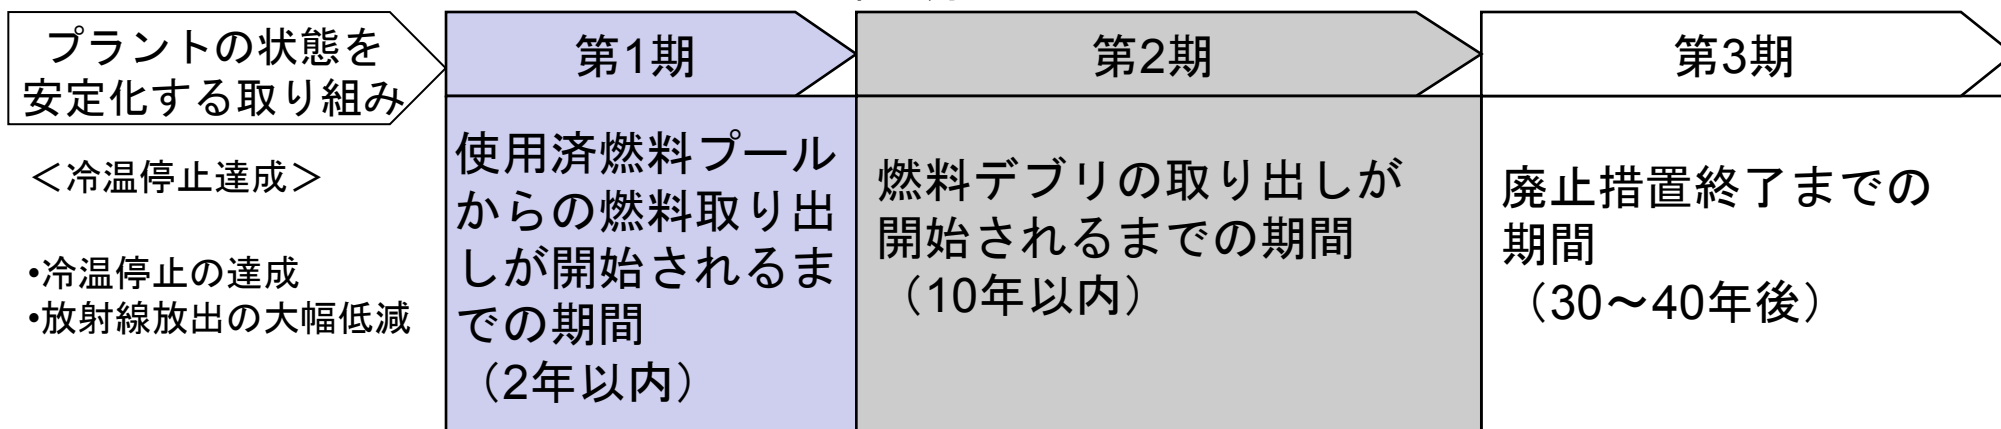 プラントの状態を
安定化する取り組み
第1期
第2期
第3期
＜冷温停止達成＞
•冷温停止の達成
•放射線放出の大幅低減
使用済燃料プール
からの燃料取り出
しが開始されるま
での期間
（2年以内）
燃料デブリの取り出しが
開始されるまでの期間
（10年以内）
廃止措置終了までの
期間
（30～40年後）